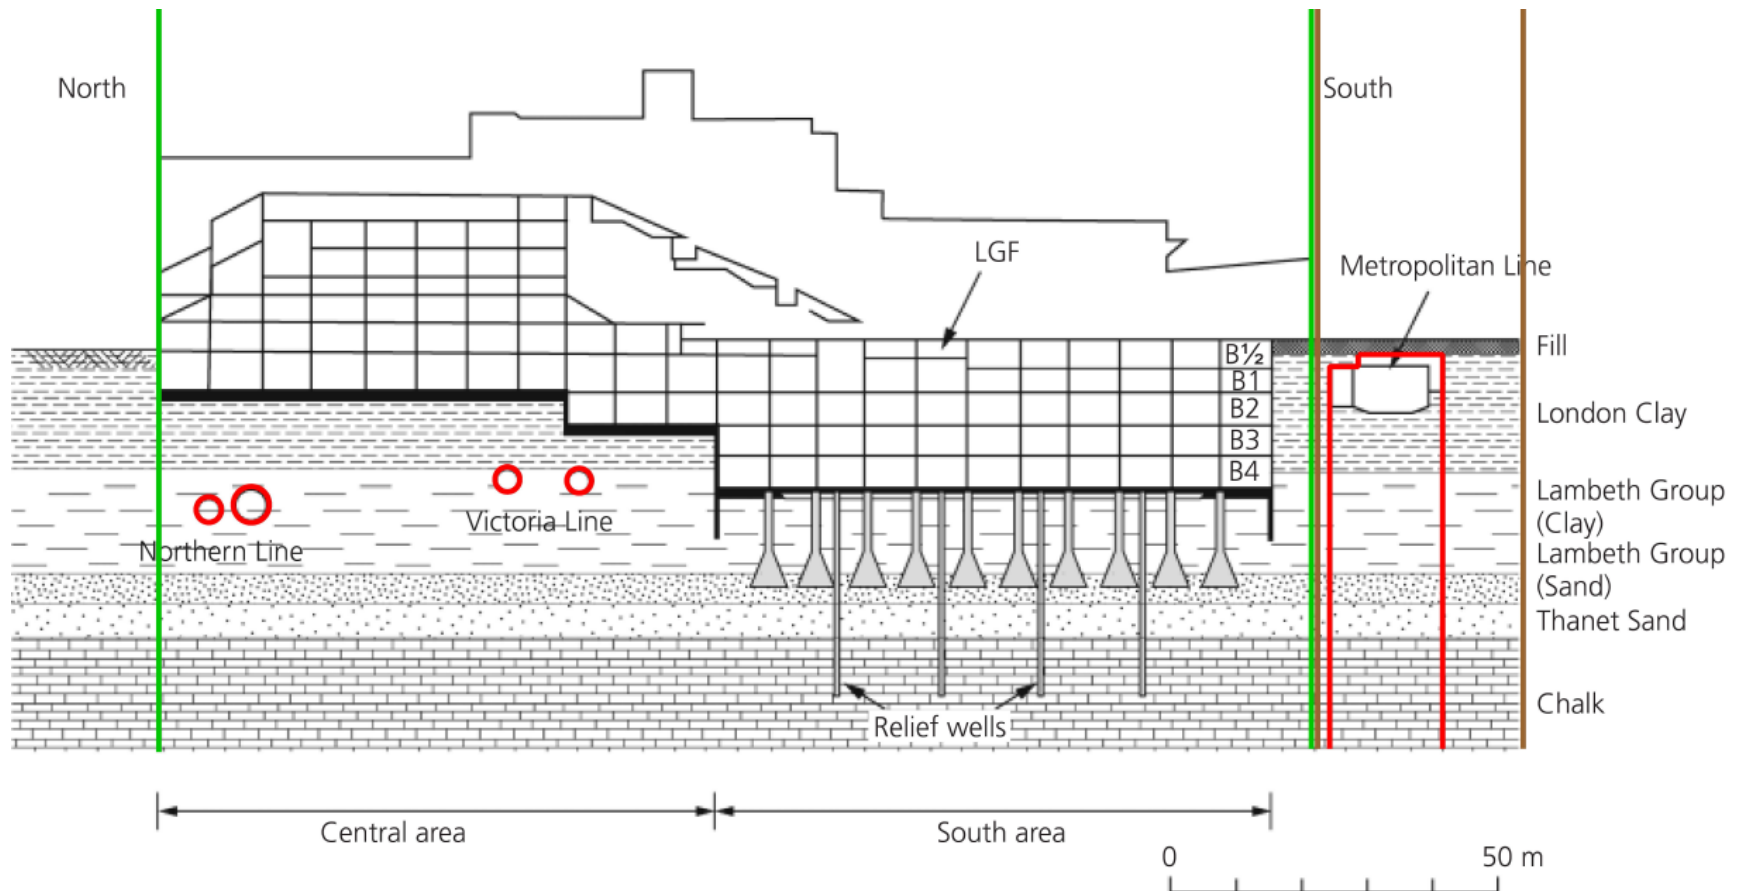 North
South
LGF
Metropolitan Line
Fill
B½
B1
B2
B3
B4
London Clay
Lambeth Group
(Clay)
Lambeth Group
(Sand)
Victoria Line
Northern Line
Thanet Sand
Chalk
Relief wells
Central area
South area
0
50 m